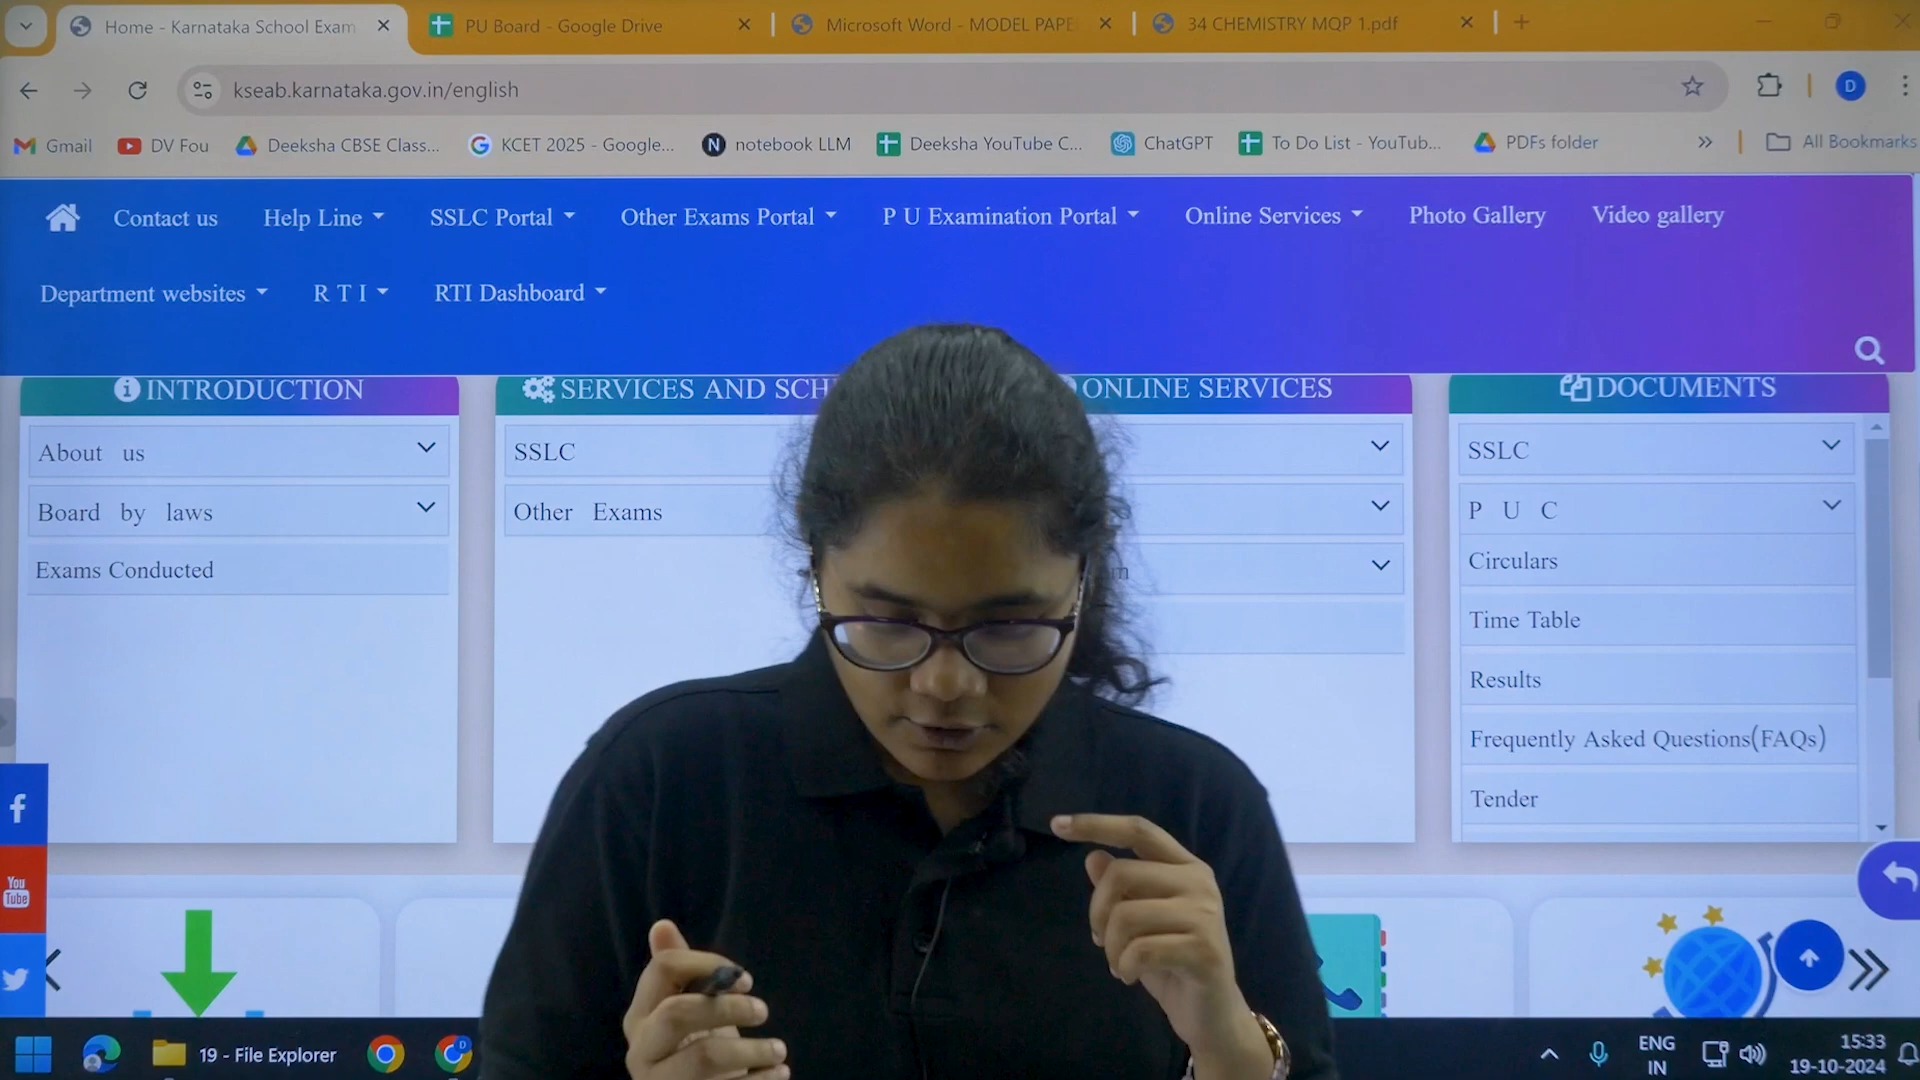 Home - Karnataka School Exam
PU Board - Google Drive
Microsoft Word - MODEL PAPE
34 CHEMISTRY MQP 1.pdf
kseab.karnataka.gov.in/english
D
Gmail
DV Fou
Deeksha CBSE Class...
KCET 2025 - Google...
notebook LLM
Deeksha YouTube C...
ChatGPT
To Do List - YouTub...
PDFs folder
All Bookmarks
Contact us
Help Line
SSLC Portal
Other Exams Portal
P U Examination Portal
Online Services
Photo Gallery
Video gallery
Department websites
R T I
RTI Dashboard
INTRODUCTION
About us
Board by laws
Exams Conducted
SERVICES AND SCH
SSLC
Other Exams
ONLINE SERVICES
DOCUMENTS
SSLC
P U C
Circulars
Time Table
Results
Frequently Asked Questions(FAQs)
Tender
You
Tube
19 - File Explorer
D
ENG
IN
15:33
19-10-2024